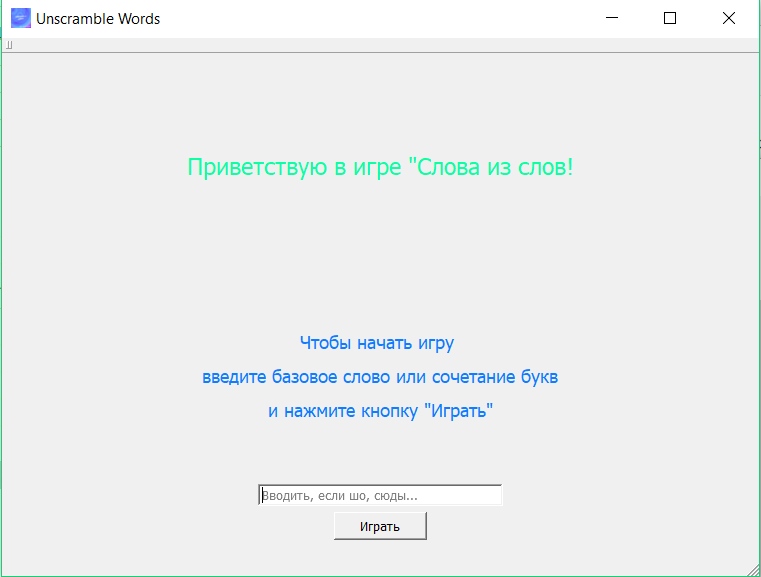 Unscramble Words
Приветствую в игре "Слова из слов!
Чтобы начать игру
введите базовое слово или сочетание букв
и нажмите кнопку "Играть"
Вводить, если шо, сюды...
Играть